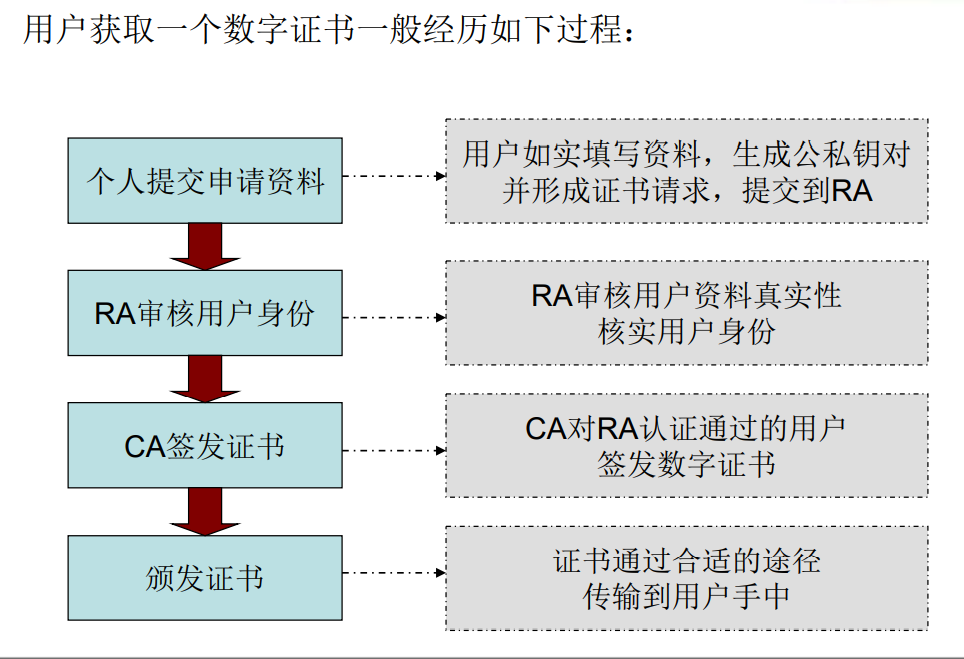 用户获取一个数字证书一般经历如下过程：
个人提交申请资料
用户如实填写资料，生成公私钥对
并形成证书请求，提交到RA
RA审核用户身份
RA审核用户资料真实性
核实用户身份
CA签发证书
CA对RA认证通过的用户
签发数字证书
颁发证书
证书通过合适的途径
传输到用户手中